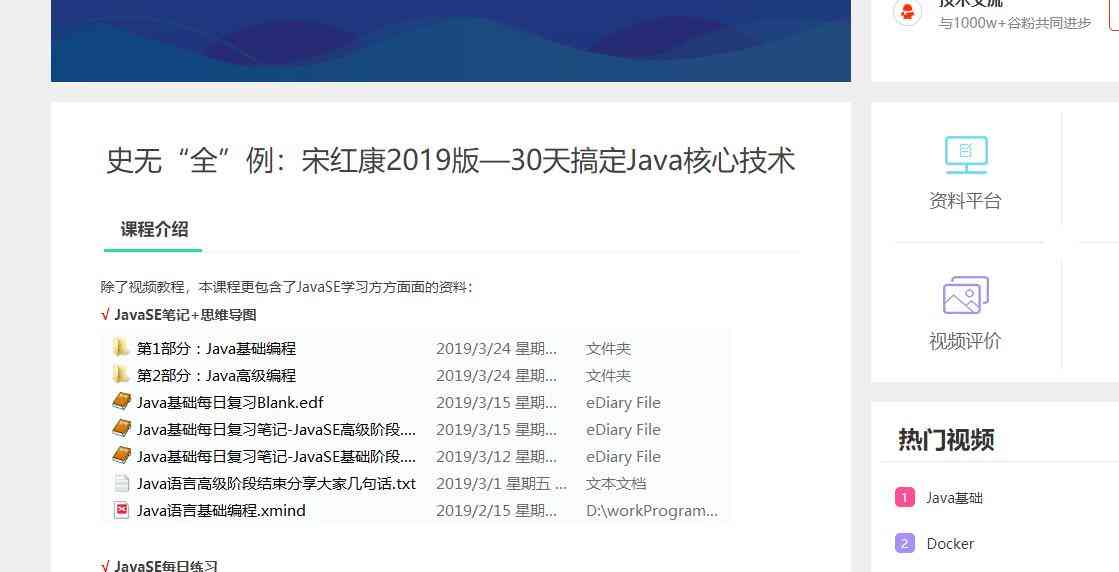 技术交流
与1000w+谷粉共同进步
史无“全”例：宋红康2019版—30天搞定Java核心技术
课程介绍
除了视频教程，本课程更包含了JavaSE学习方方面面的资料：
√ JavaSE笔记+思维导图
第1部分：Java基础编程 2019/3/24 星期... 文件夹
第2部分：Java高级编程 2019/3/24 星期... 文件夹
Java基础每日复习Blank.edf 2019/3/15 星期... eDiary File
Java基础每日复习笔记-JavaSE高级阶段.... 2019/3/15 星期... eDiary File
Java基础每日复习笔记-JavaSE基础阶段.... 2019/3/12 星期... eDiary File
Java语言高级阶段结束分享大家几句话.txt 2019/3/1 星期五 ... 文本文档
Java语言基础编程.xmind 2019/2/15 星期... D:\workProgram...
√ JavaSE每日练习
资料平台
视频评价
热门视频
1 Java基础
2 Docker